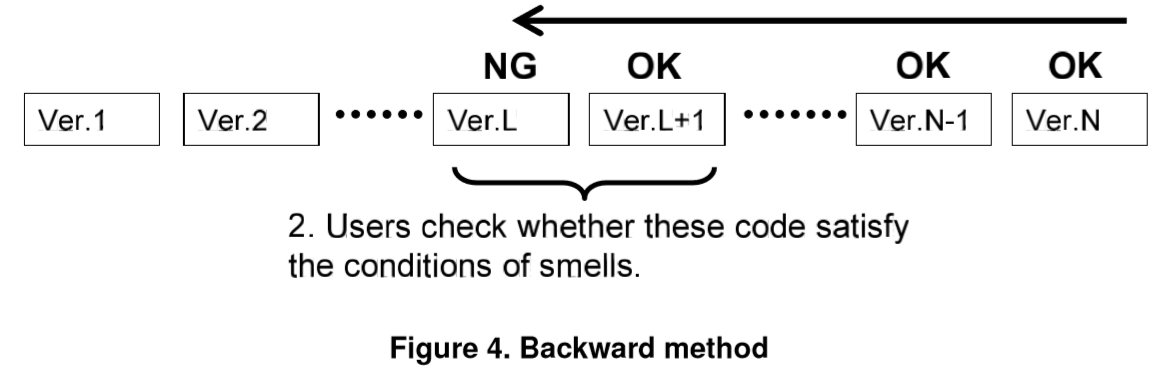 NG OK OK OK
Ver.1 Ver.2 ······ Ver.L Ver.L+1 ······· Ver.N-1 Ver.N
2. Users check whether these code satisfy
the conditions of smells.
Figure 4. Backward method